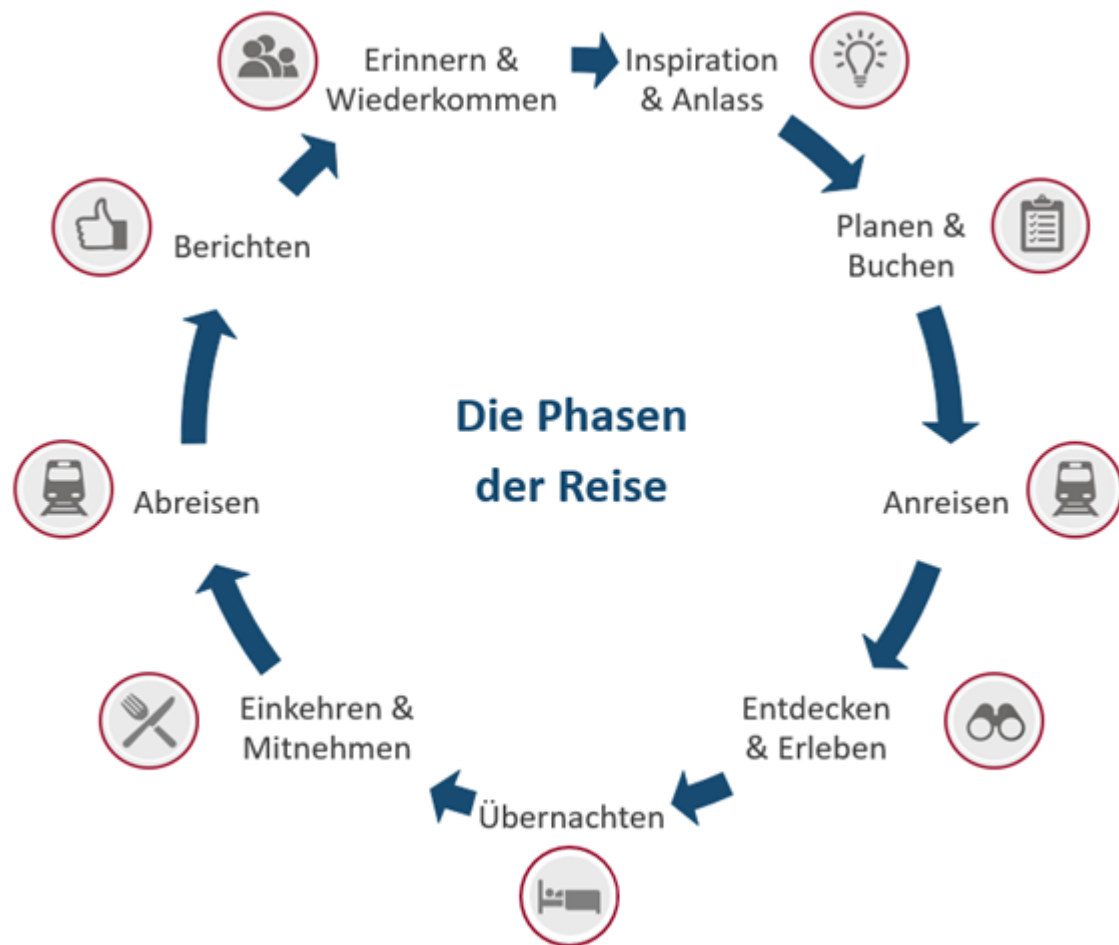 Erinnern &
Wiederkommen
Inspiration
& Anlass
Planen &
Buchen
Berichten
Die Phasen
der Reise
Abreisen
Anreisen
Einkehren &
Mitnehmen
Entdecken
& Erleben
Übernachten